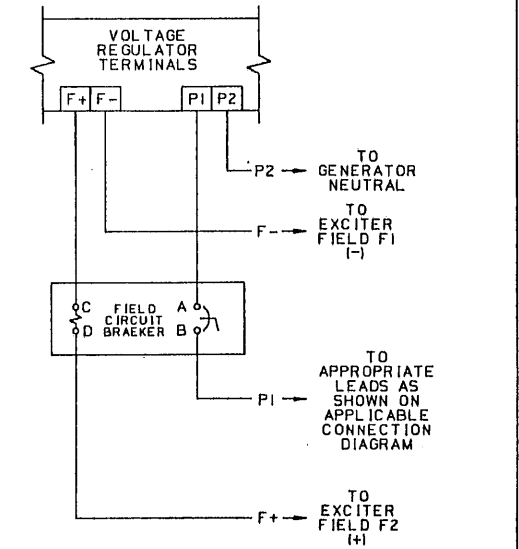 VOLTAGE
REGULATOR
TERMINALS
F+ F- P1 P2
P2
TO
GENERATOR
NEUTRAL
F-
TO
EXCITER
FIELD F1
(-)
C FIELD A
CIRCUIT
D BRAEKER B
P1
TO
APPROPRIATE
LEADS AS
SHOWN ON
APPLICABLE
CONNECTION
DIAGRAM
F+
TO
EXCITER
FIELD F2
(+)